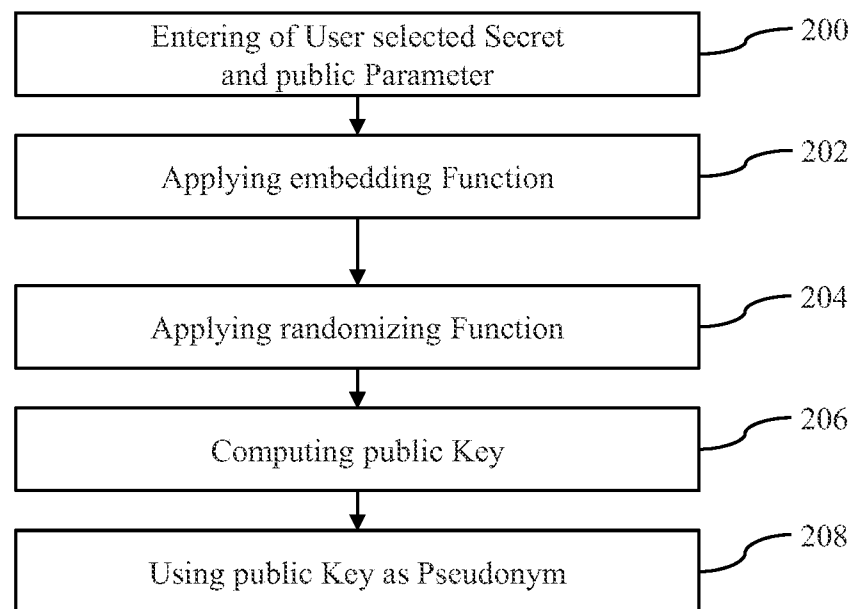 Entering of User selected Secret
and public Parameter
200
Applying embedding Function
202
Applying randomizing Function
204
Computing public Key
206
Using public Key as Pseudonym
208